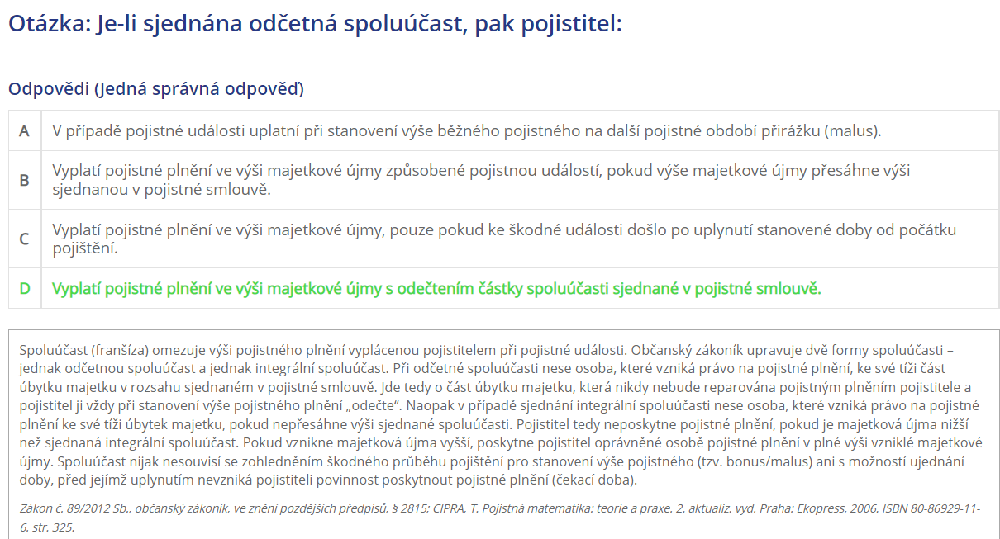 Otázka: Je-li sjednána odčetná spoluúčast, pak pojistitel:
Odpovědi (Jedná správná odpověď)
A V případě pojistné události uplatní při stanovení výše běžného pojistného na další pojistné období přirážku (malus).
B Vyplatí pojistné plnění ve výši majetkové újmy způsobené pojistnou událostí, pokud výše majetkové újmy přesáhne výši
sjednanou v pojistné smlouvě.
C Vyplatí pojistné plnění ve výši majetkové újmy, pouze pokud ke škodné události došlo po uplynutí stanovené doby od počátku
pojištění.
D Vyplatí pojistné plnění ve výši majetkové újmy s odečtením částky spoluúčasti sjednané v pojistné smlouvě.
Spoluúčast (franšíza) omezuje výši pojistného plnění vyplácenou pojistitelem při pojistné události. Občanský zákoník upravuje dvě formy spoluúčasti –
jednak odčetnou spoluúčast a jednak integrální spoluúčast. Při odčetné spoluúčasti nese osoba, které vzniká právo na pojistné plnění, ke své tíži část
úbytku majetku v rozsahu sjednaném v pojistné smlouvě. Jde tedy o část úbytku majetku, která nikdy nebude reparována pojistným plněním pojistitele a
pojistitel ji vždy při stanovení výše pojistného plnění „odečte“. Naopak v případě sjednání integrální spoluúčasti nese osoba, které vzniká právo na pojistné
plnění ke své tíži úbytek majetku, pokud nepřesáhne výši sjednané spoluúčasti. Pojistitel tedy neposkytne pojistné plnění, pokud je majetková újma nižší
než sjednaná integrální spoluúčast. Pokud vznikne majetková újma vyšší, poskytne pojistitel oprávněné osobě pojistné plnění v plné výši vzniklé majetkové
újmy. Spoluúčast nijak nesouvisí se zohledněním škodného průběhu pojištění pro stanovení výše pojistného (tzv. bonus/malus) ani s možností ujednání
doby, před jejímž uplynutím nevzniká pojistiteli povinnost poskytnout pojistné plnění (čekací doba).
Zákon č. 89/2012 Sb., občanský zákoník, ve znění pozdějších předpisů, § 2815; CIPRA, T. Pojistná matematika: teorie a praxe. 2. aktualiz. vyd. Praha: Ekopress, 2006. ISBN 80-86929-11-
6. str. 325.